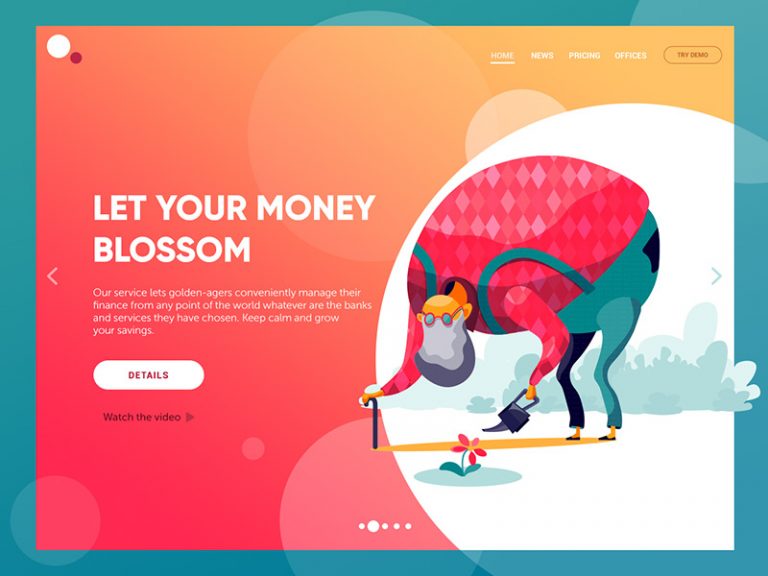 HOME NEWS PRICING OFFICES TRY DEMO
LET YOUR MONEY
BLOSSOM
Our service lets golden-agers conveniently manage their
finance from any point of the world whatever are the banks
and services they have chosen. Keep calm and grow
your savings.
DETAILS
Watch the video